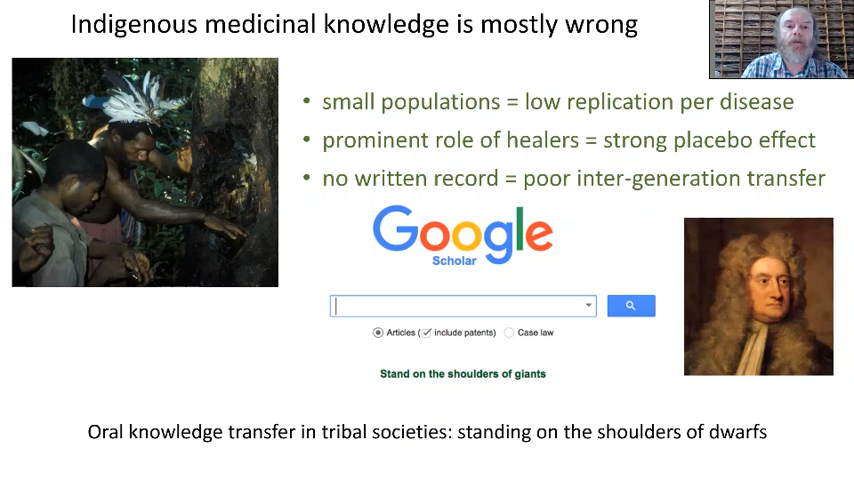 Indigenous medicinal knowledge is mostly wrong
• small populations = low replication per disease
• prominent role of healers = strong placebo effect
• no written record = poor inter-generation transfer
Google
Scholar
Articles (include patents) Case law
Stand on the shoulders of giants
Oral knowledge transfer in tribal societies: standing on the shoulders of dwarfs